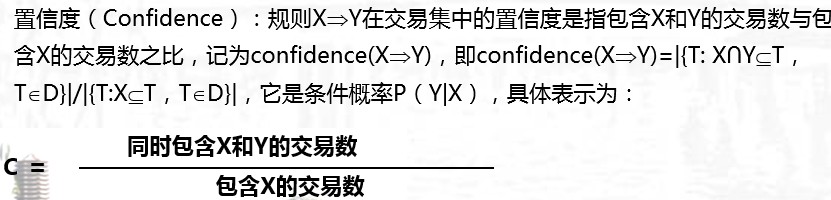 置信度（Confidence）：规则X⇒Y在交易集中的置信度是指包含X和Y的交易数与包
含X的交易数之比，记为confidence(X⇒Y)，即confidence(X⇒Y)=|{T: X∩Y⊆T，
T∈D}|/|{T:X⊆T，T∈D}|，它是条件概率P（Y|X），具体表示为：
同时包含X和Y的交易数
C =
包含X的交易数